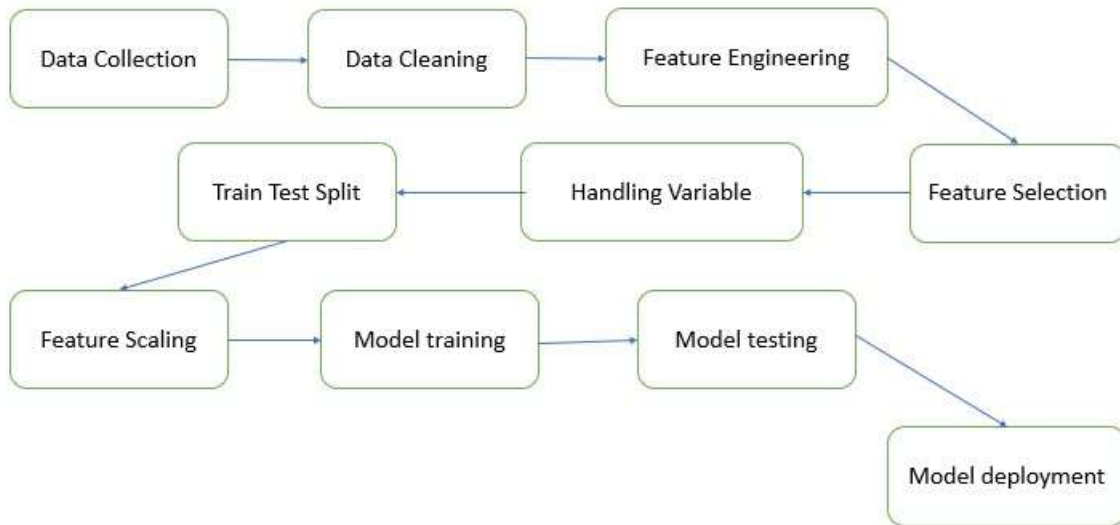 Data Collection
Data Cleaning
Feature Engineering
Feature Selection
Handling Variable
Train Test Split
Feature Scaling
Model training
Model testing
Model deployment